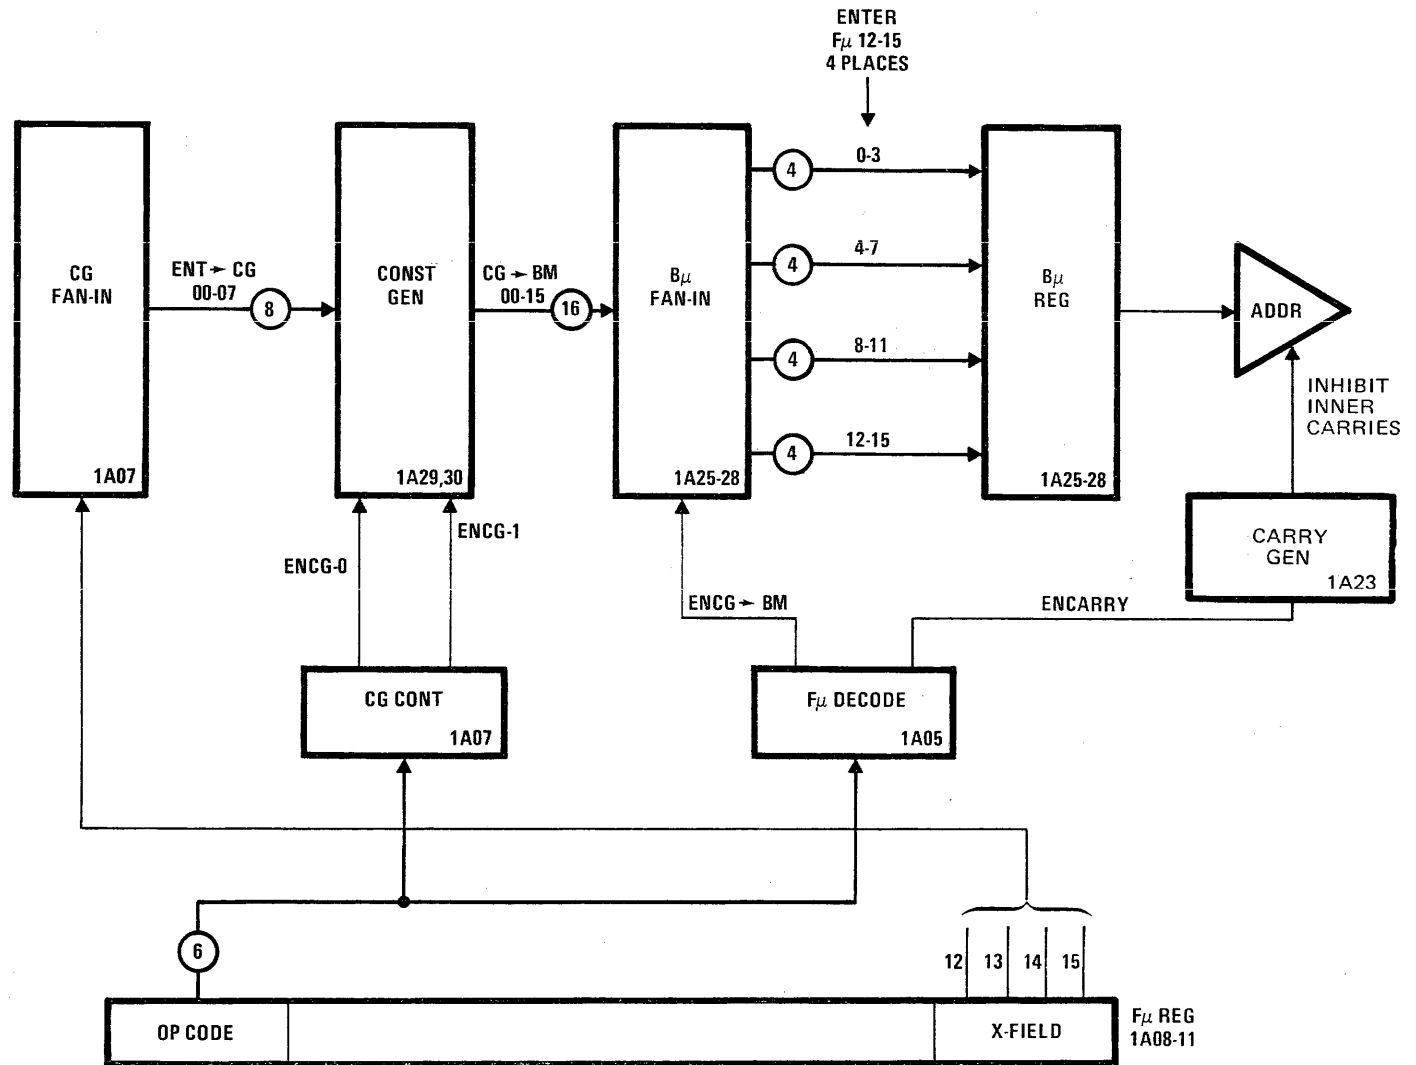 ENTER
Fμ 12-15
4 PLACES
CG
FAN-IN
1A07
ENT → CG
00-07
8
CONST
GEN
1A29,30
CG → BM
00-15
16
Bμ
FAN-IN
1A25-28
4
0-3
4
4-7
4
8-11
4
12-15
Bμ
REG
1A25-28
ADDR
INHIBIT
INNER
CARRIES
CARRY
GEN
1A23
ENCG-0
ENCG-1
ENCG → BM
ENCARRY
CG CONT
1A07
Fμ DECODE
1A05
6
12
13
14
15
OP CODE
X-FIELD
Fμ REG
1A08-11